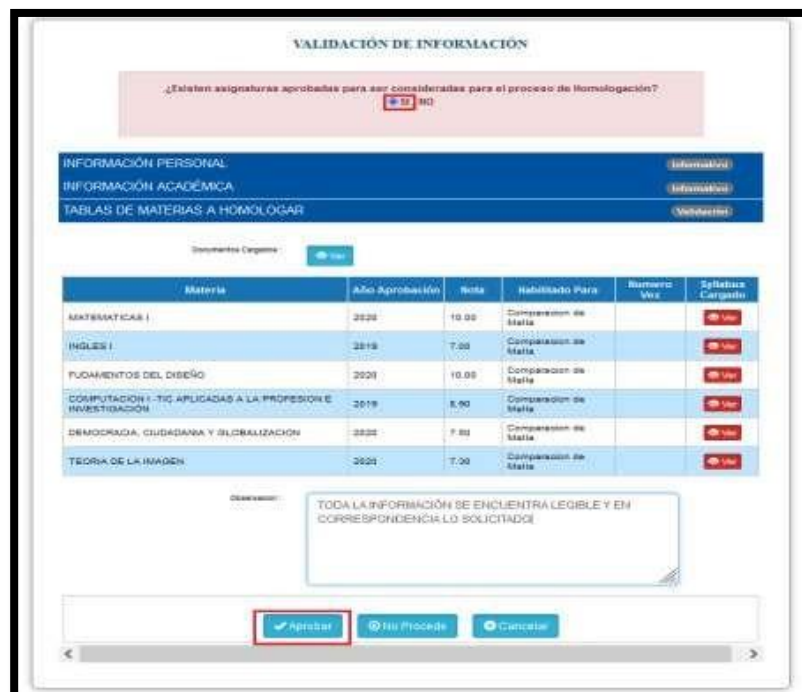 VALIDACIÓN DE INFORMACIÓN
¿Existen asignaturas aprobadas para ser consideradas para el proceso de Homologación?
SI NO
INFORMACIÓN PERSONAL Informativo
INFORMACIÓN ACADÉMICA Informativo
TABLAS DE MATERIAS A HOMOLOGAR Validación
Documentos Cargados: Ver
Materia Año Aprobación Nota Habilitado Para Numero Vez Syllabus Cargado
MATEMATICAS I 2020 10.00 Comparacion de Malla Ver
INGLES I 2019 7.00 Comparacion de Malla Ver
FUDAMENTOS DEL DISEÑO 2020 10.00 Comparacion de Malla Ver
COMPUTACIÓN I -TIC APLICADAS A LA PROFESION E INVESTIGACIÓN 2019 Comparacion de Malla Ver
DEMOCRACIA, CIUDADANIA Y GLOBALIZACION 2020 Comparacion de Malla Ver
TEORIA DE LA IMAGEN 2020 Comparacion de Malla Ver
Observacion:
TODA LA INFORMACIÓN SE ENCUENTRA LEGIBLE Y EN
CORRESPONDENCIA LO SOLICITADO
Aprobar No Procede Cancelar